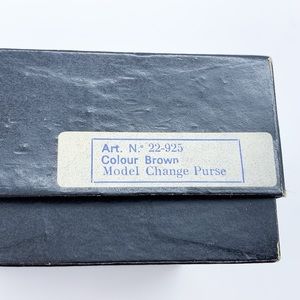 Art. N.º 22-925
Colour Brown
Model Change Purse